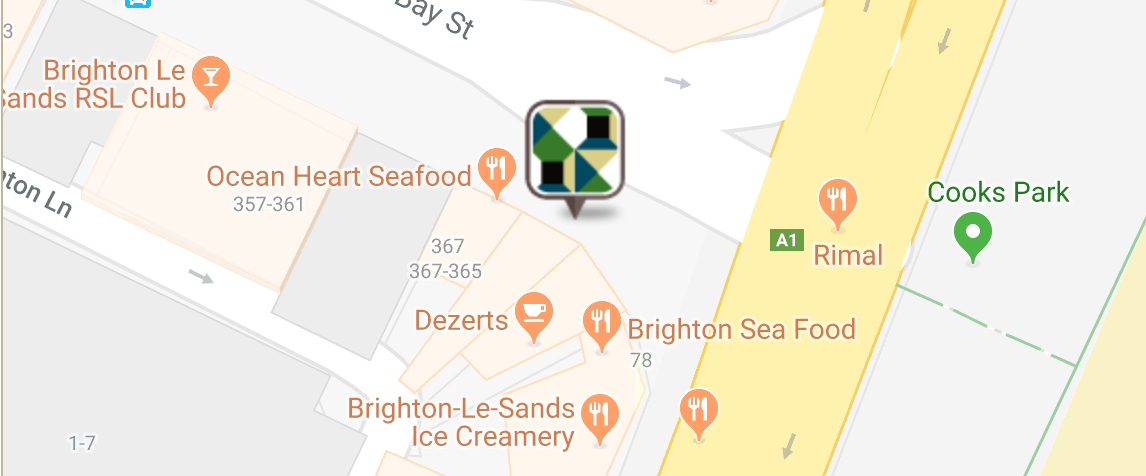 Bay St
3
Brighton Le
Sands RSL Club
Ocean Heart Seafood
357-361
Cooks Park
A1
Rimal
367
367-365
Dezerts
Brighton Sea Food
78
Brighton-Le-Sands
Ice Creamery
1-7
nton Ln